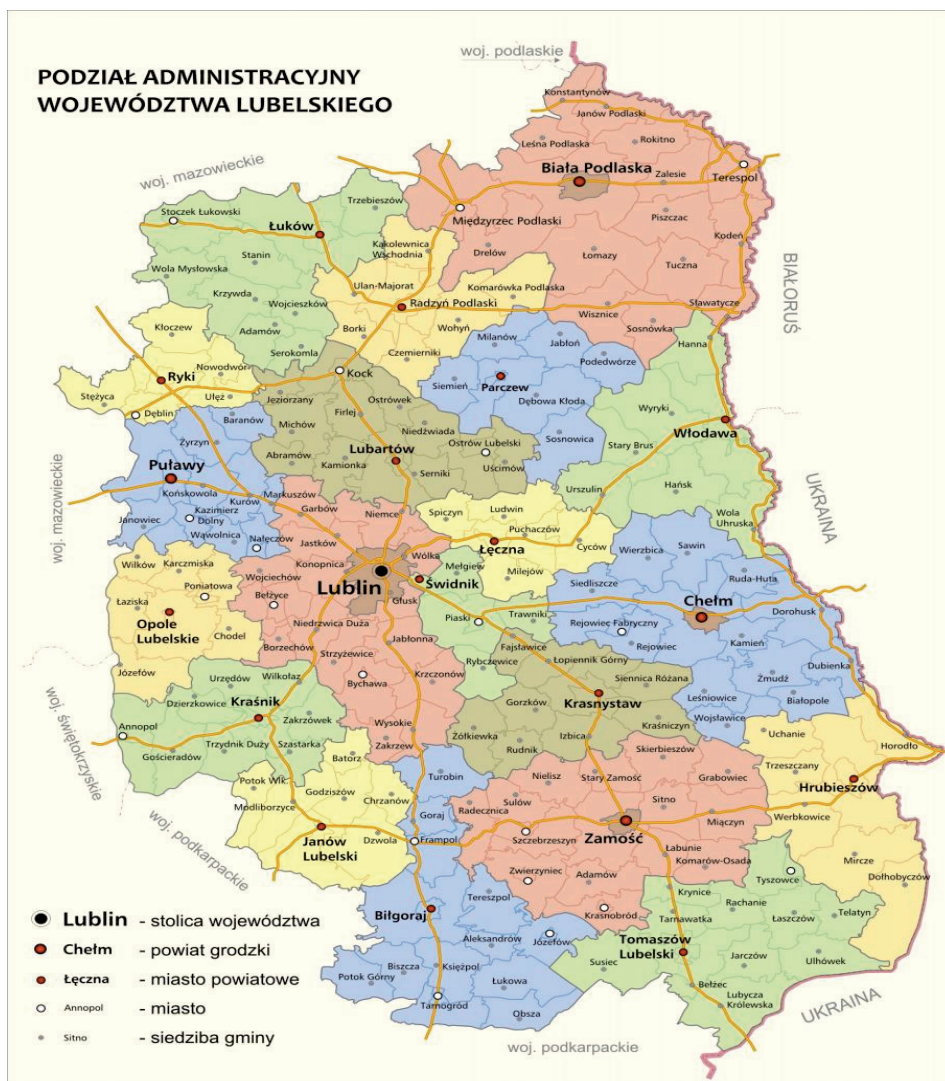 PODZIAŁ ADMINISTRACYJNY
WOJEWÓDZTWA LUBELSKIEGO
woj. podlaskie
Konstantynów
Janów Podlaski
Leśna Podlaska
Rokitno
Biała Podlaska
Terespol
Zalesie
woj. mazowieckie
Trzebieszów
Stoczek Łukowski
Międzyrzec Podlaski
Piszczac
Łuków
Kodeń
Kąkolewnica
Wschodnia
Stanin
Drelów
Łomazy
Tuczna
BIAŁORUŚ
Wola Mysłowska
Ulan-Majorat
Komarówka Podlaska
Krzywda
Wojcieszków
Radzyń Podlaski
Sławatycze
Wisznice
Kłoczew
Adamów
Borki
Wohyń
Sosnówka
Milanów
Jabłoń
Hanna
Serokomla
Czemierniki
Podedwórze
Nowodwór
Ryki
Kock
Siemień
Parczew
Stężyca
Ułęż
Jeziorzany
Ostrówek
Dębowa Kłoda
Dęblin
Baranów
Michów
Firlej
Wyryki
Niedźwiada
Włodawa
Żyrzyn
Ostrów Lubelski
Sosnowica
Stary Brus
Abramów
Lubartów
Puławy
Kamionka
Serniki
Uścimów
woj. mazowieckie
Końskowola
Kurów
Markuszów
Urszulin
Hańsk
Garbów
Niemce
Spiczyn
Ludwin
Wola
Uhruska
UKRAINA
Janowiec
Kazimierz
Dolny
Wąwolnica
Nałęczów
Jastków
Puchaczów
Łęczna
Cyców
Wierzbica
Sawin
Wilków
Karczmiska
Konopnica
Wólka
Mełgiew
Milejów
Wojciechów
Lublin
Świdnik
Siedliszcze
Ruda-Huta
Łaziska
Poniatowa
Bełżyce
Głusk
Chełm
Dorohusk
Opole
Lubelskie
Niedrzwica Duża
Piaski
Trawniki
Rejowiec Fabryczny
Chodel
Jabłonna
Fajsławice
Rejowiec
Kamień
Borzechów
Strzyżewice
Rybczewice
Łopiennik Górny
Dubienka
Józefów
Urzędów
Wilkołaz
Bychawa
Krzczonów
Siennica Różana
Żmudź
Dzierzkowice
Kraśnik
Gorzków
Krasnystaw
Leśniowice
Białopole
woj. świętokrzyskie
Annopol
Zakrzówek
Wysokie
Żółkiewka
Kraśniczyn
Wojsławice
Trzydnik Duży
Szastarka
Zakrzew
Rudnik
Izbica
Uchanie
Gościeradów
Batorz
Skierbieszów
Horodło
Potok Wlk.
Godziszów
Turobin
Nielisz
Stary Zamość
Grabowiec
Trzeszczany
Modliborzyce
Chrzanów
Sułów
Hrubieszów
Radecznica
Sitno
Goraj
Miączyn
Werbkowice
woj. podkarpackie
Janów
Lubelski
Dzwola
Frampol
Szczebrzeszyn
Zamość
Łabunie
Komarów-Osada
Mircze
Zwierzyniec
Adamów
Tyszowce
Dołhobyczów
Tereszpol
Krynice
Rachanie
Biłgoraj
Krasnobród
Tarnawatka
Łaszczów
Telatyn
Aleksandrów
Józefów
Tomaszów
Lubelski
Biszcza
Księżpol
Susiec
Jarczów
Ulhówek
Potok Górny
Łukowa
Bełżec
Tarnogród
Obsza
Lubycza
Królewska
UKRAINA
woj. podkarpackie
Lublin - stolica województwa
Chełm - powiat grodzki
Łęczna - miasto powiatowe
Annopol - miasto
Sitno - siedziba gminy